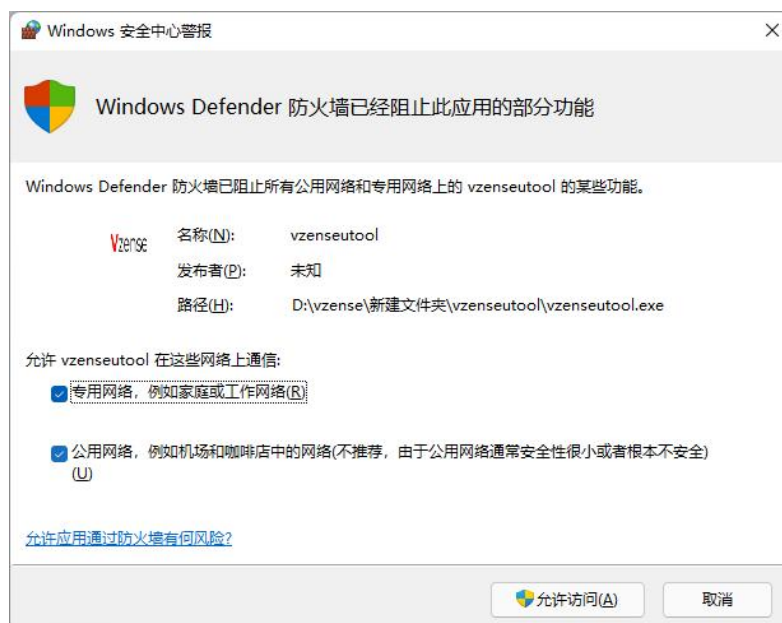 Windows 安全中心警报
Windows Defender 防火墙已经阻止此应用的部分功能
Windows Defender 防火墙已阻止所有公用网络和专用网络上的 vzenseutool 的某些功能。
Vzense
名称(N): vzenseutool
发布者(P): 未知
路径(H): D:\vzense\新建文件夹\vzenseutool\vzenseutool.exe
允许 vzenseutool 在这些网络上通信:
专用网络，例如家庭或工作网络(R)
公用网络，例如机场和咖啡店中的网络(不推荐，由于公用网络通常安全性很小或者根本不安全)
(U)
允许应用通过防火墙有何风险?
允许访问(A) 取消